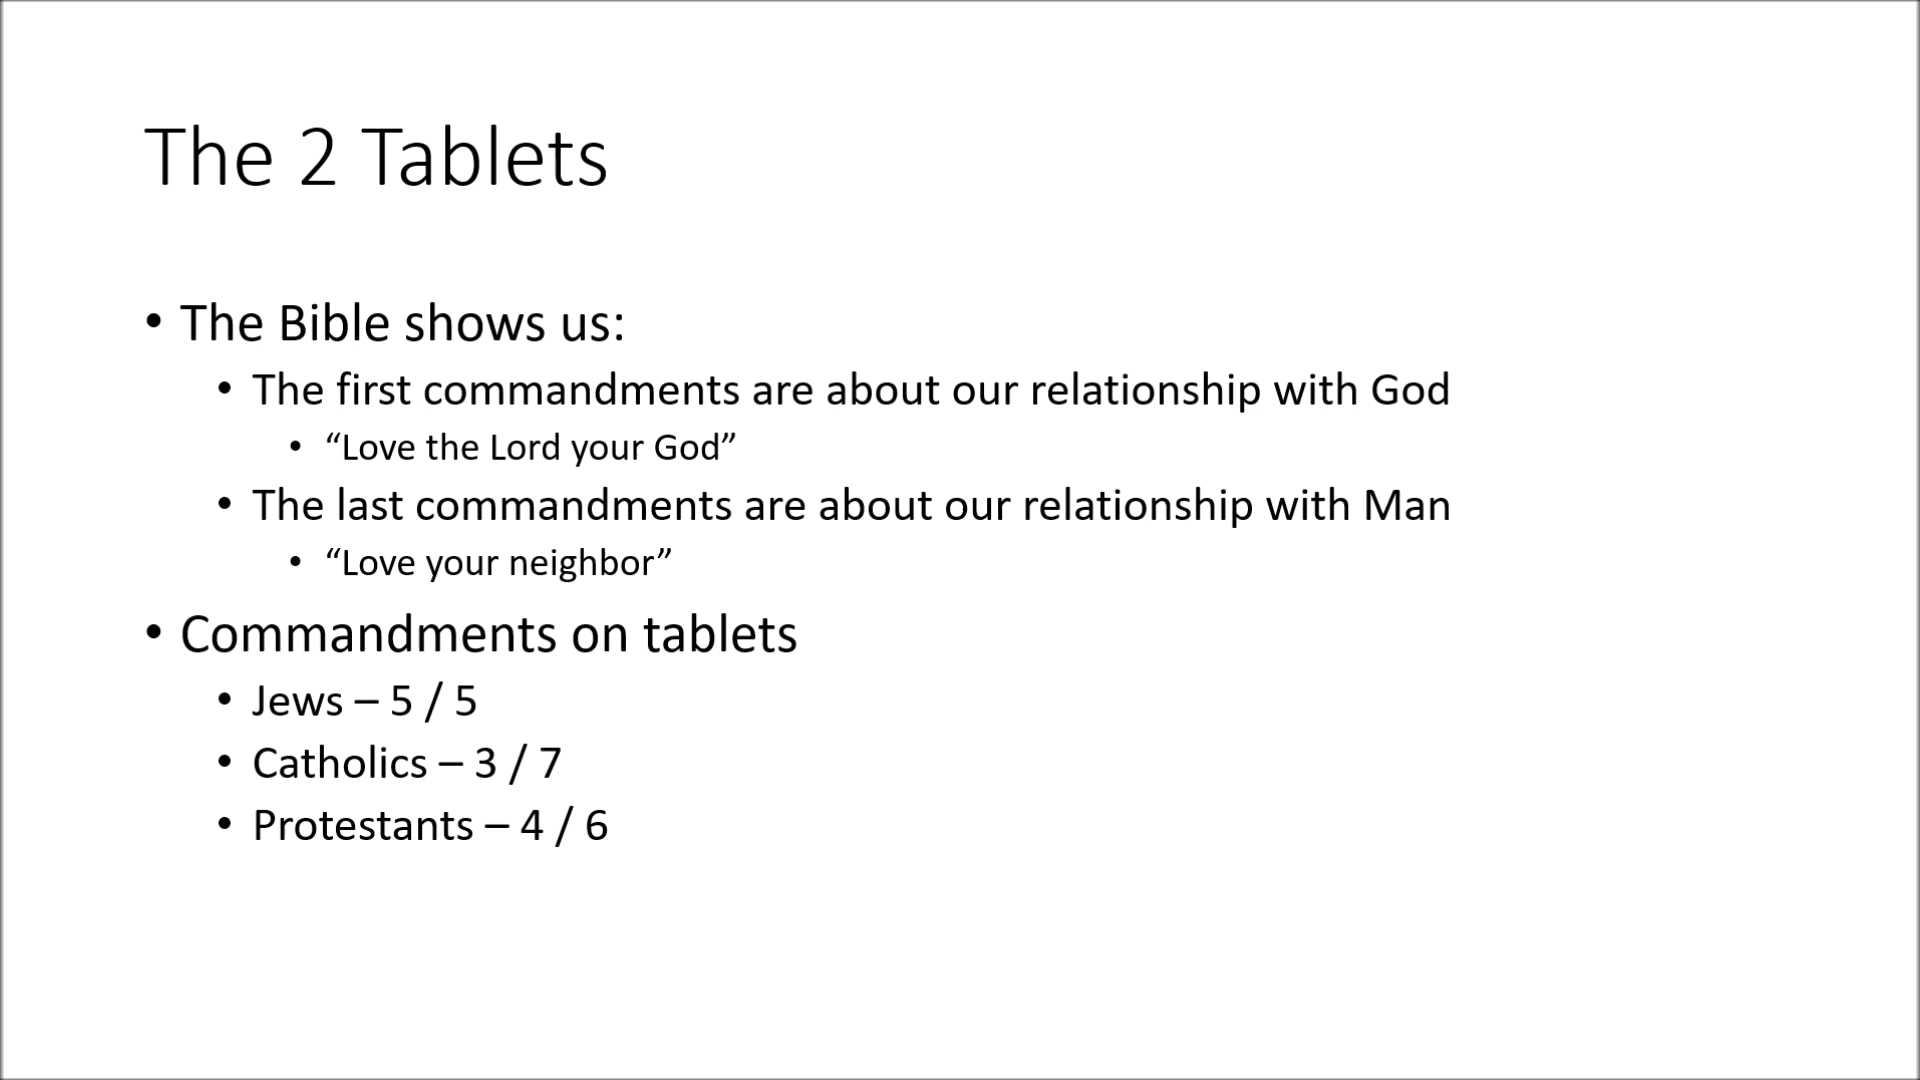 The 2 Tablets
• The Bible shows us:
• The first commandments are about our relationship with God
• “Love the Lord your God”
• The last commandments are about our relationship with Man
• “Love your neighbor”
• Commandments on tablets
• Jews – 5 / 5
• Catholics – 3 / 7
• Protestants – 4 / 6